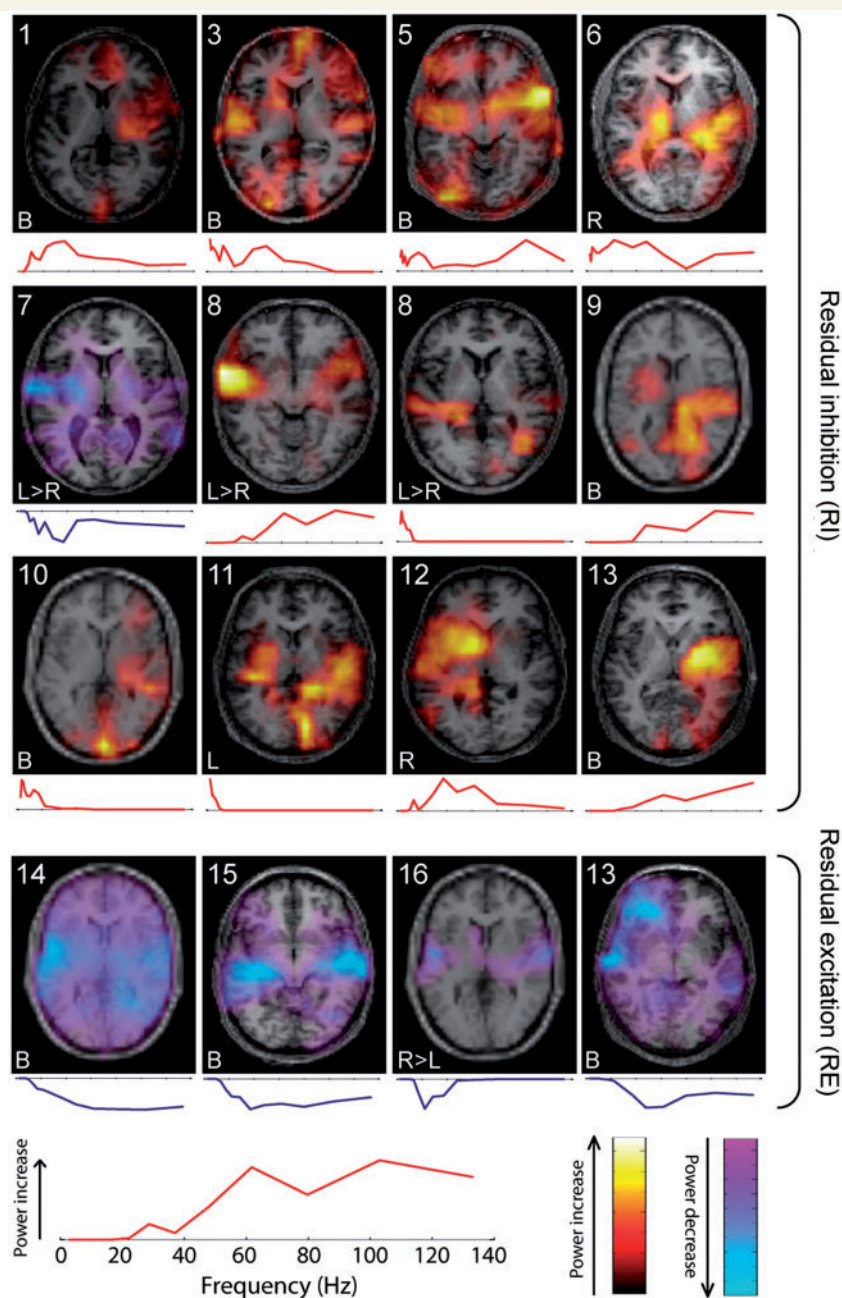 1 3 5 6
B B B R
7 8 8 9
L>R L>R L>R B
10 11 12 13
B L R B
Residual inhibition (RI)
14 15 16 13
B B R>L B
Residual excitation (RE)
Power increase
0 20 40 60 80 100 120 140
Frequency (Hz)
Power increase
Power decrease